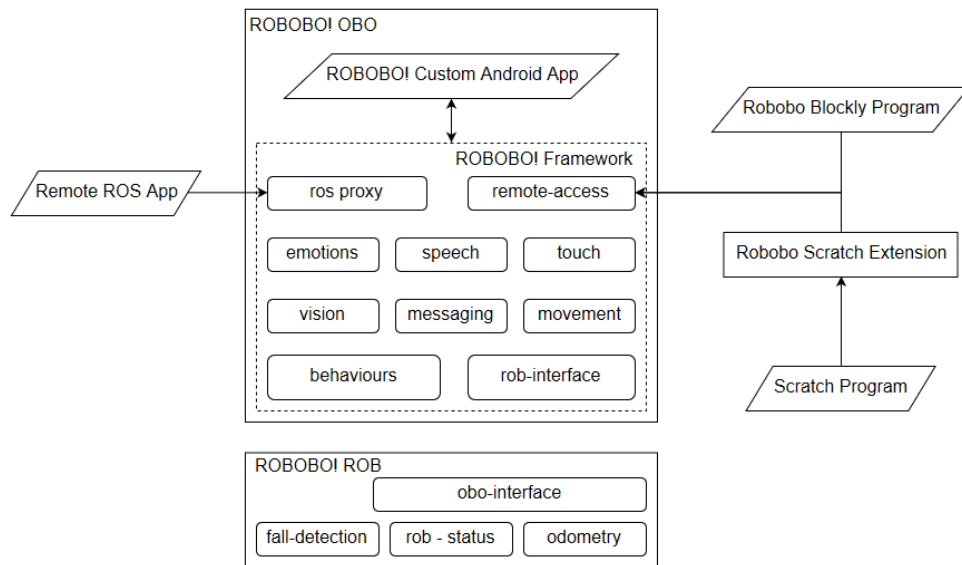 ROBOBO! OBO
ROBOBO! Custom Android App
Robobo Blockly Program
ROBOBO! Framework
Remote ROS App
ros proxy
remote-access
emotions
speech
touch
Robobo Scratch Extension
vision
messaging
movement
behaviours
rob-interface
Scratch Program
ROBOBO! ROB
obo-interface
fall-detection
rob - status
odometry